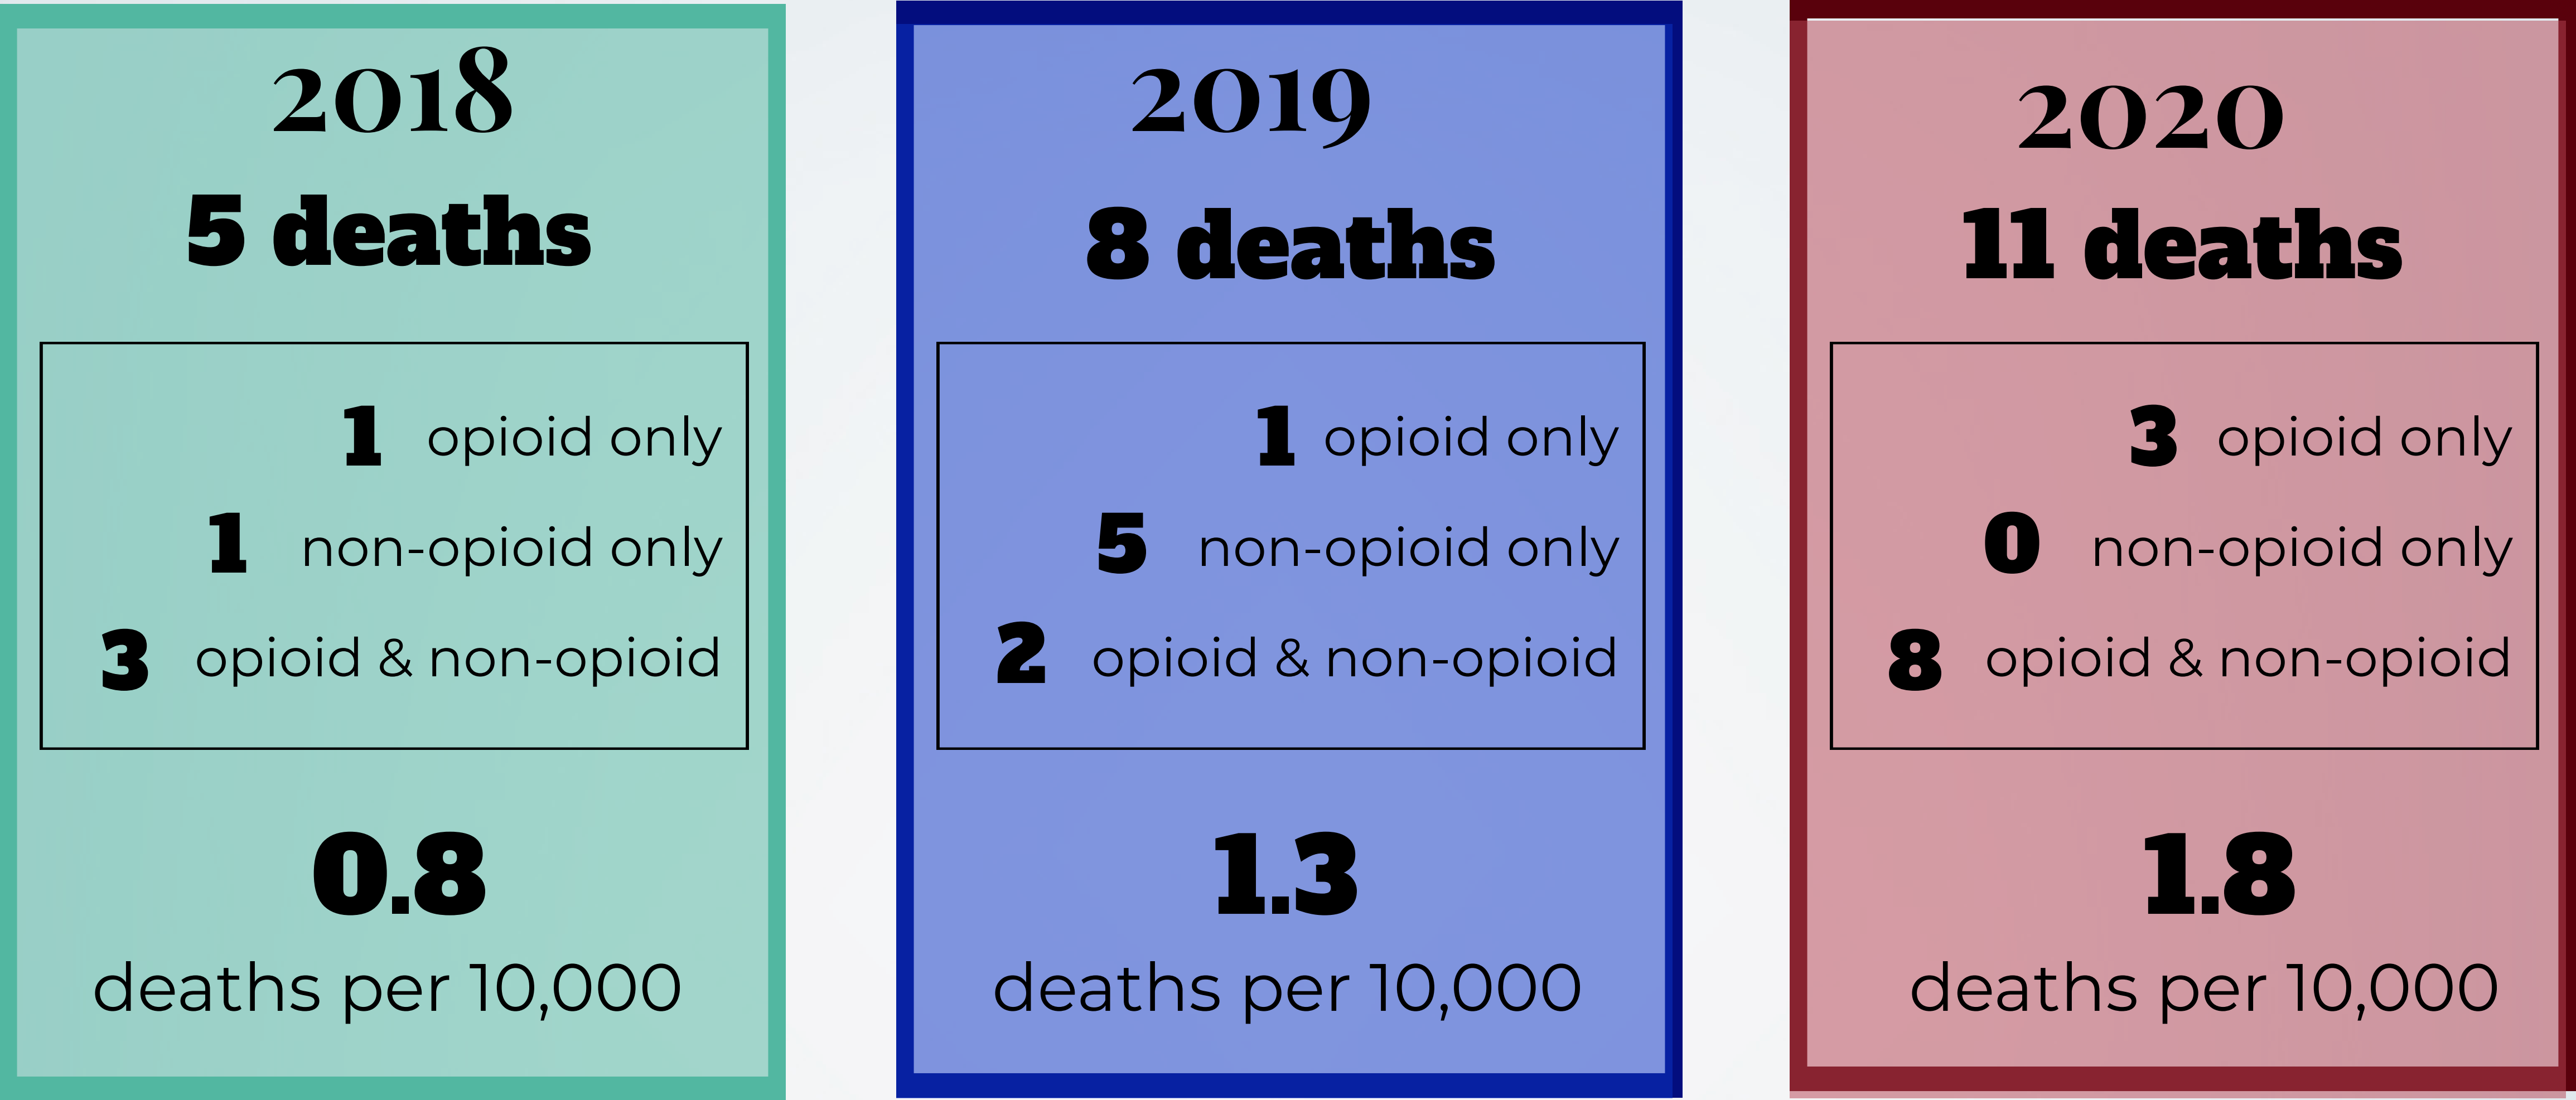 2018
5 deaths
1 opioid only
1 non-opioid only
3 opioid & non-opioid
0.8
deaths per 10,000
2019
8 deaths
1 opioid only
5 non-opioid only
2 opioid & non-opioid
1.3
deaths per 10,000
2020
11 deaths
3 opioid only
0 non-opioid only
8 opioid & non-opioid
1.8
deaths per 10,000